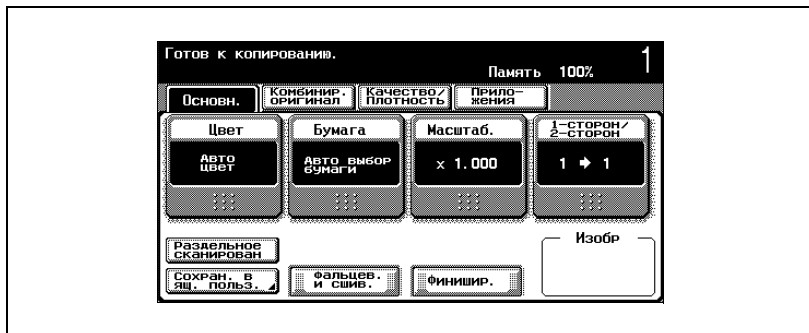 Готов к копированию.
1
Память 100%
Основн.
Комбинир.
оригинал
Качество/
Плотность
Прило-
жения
Цвет
Бумага
Масштаб.
1-сторон/
2-сторон
Авто
цвет
Авто выбор
бумаги
x 1.000
1 → 1
Раздельное
сканирован
Изобр
Сохран. в
ящ. польз.
Фальцев.
и сшив.
Финишир.